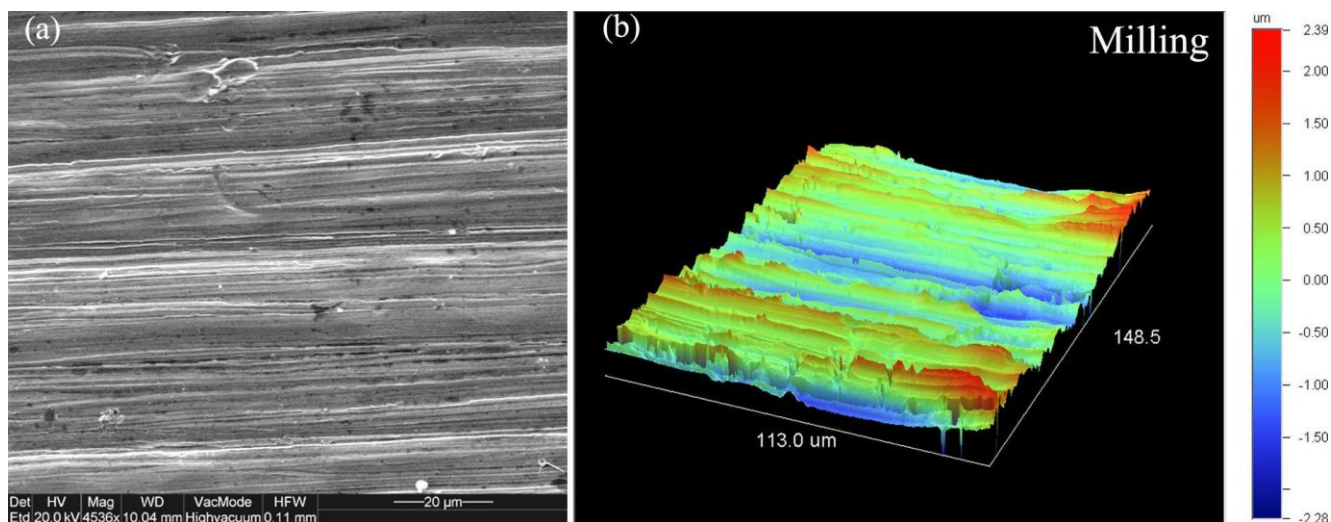 (a)
Det HV Mag WD VacMode HFW
Etd 20.0 kV 4536x 10.04 mm Highvacuum 0.11 mm
20 µm
(b)
Milling
113.0 um
148.5
um
2.39
2.00
1.50
1.00
0.50
0.00
-0.50
-1.00
-1.50
-2.28